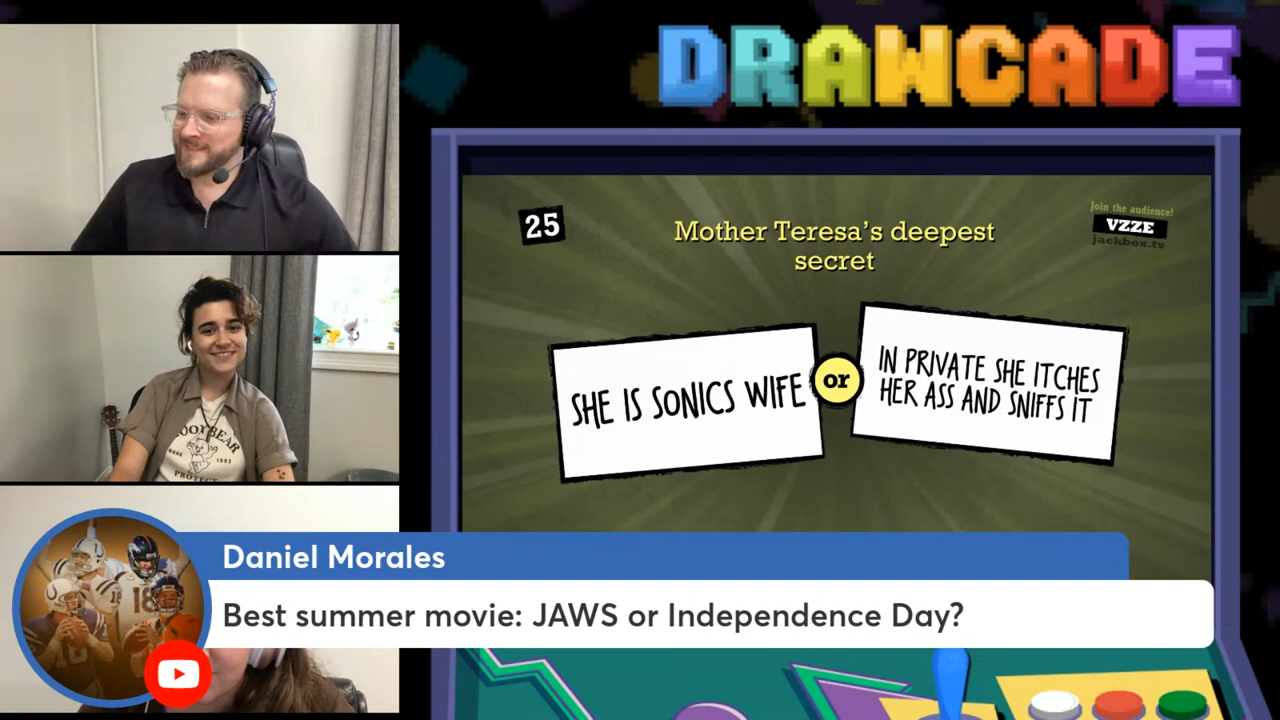 DRAWCADE
25
Mother Teresa's deepest
secret
Join the audience!
VZZE
jackbox.tv
SHE IS SONICS WIFE
or
IN PRIVATE SHE ITCHES
HER ASS AND SNIFFS IT
Daniel Morales
Best summer movie: JAWS or Independence Day?
18